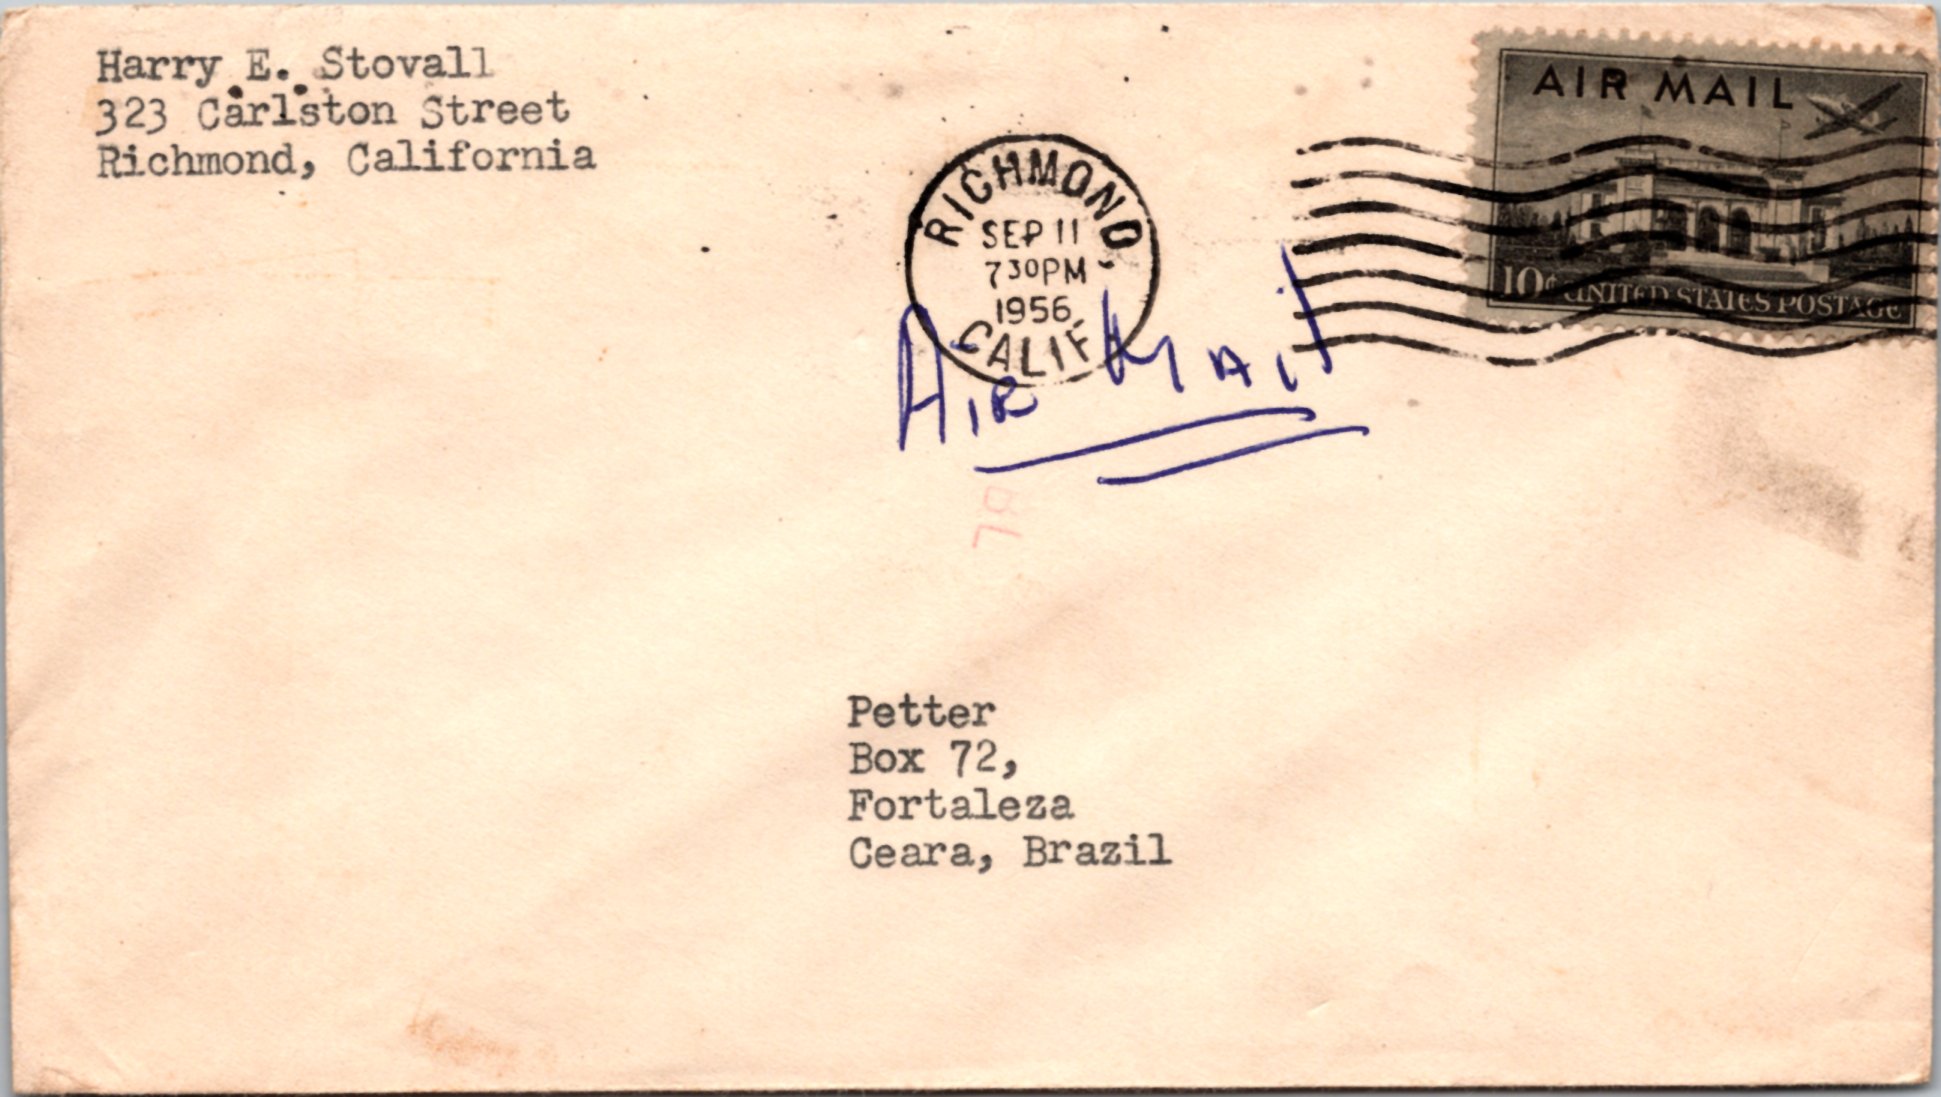 Harry E. Stovall
323 Carlston Street
Richmond, California
RICHMOND
SEP 11
7 30 PM
1956
CALIF
AIR MAIL
10¢ UNITED STATES POSTAGE
AIR MAIL
Petter
Box 72,
Fortaleza
Ceara, Brazil